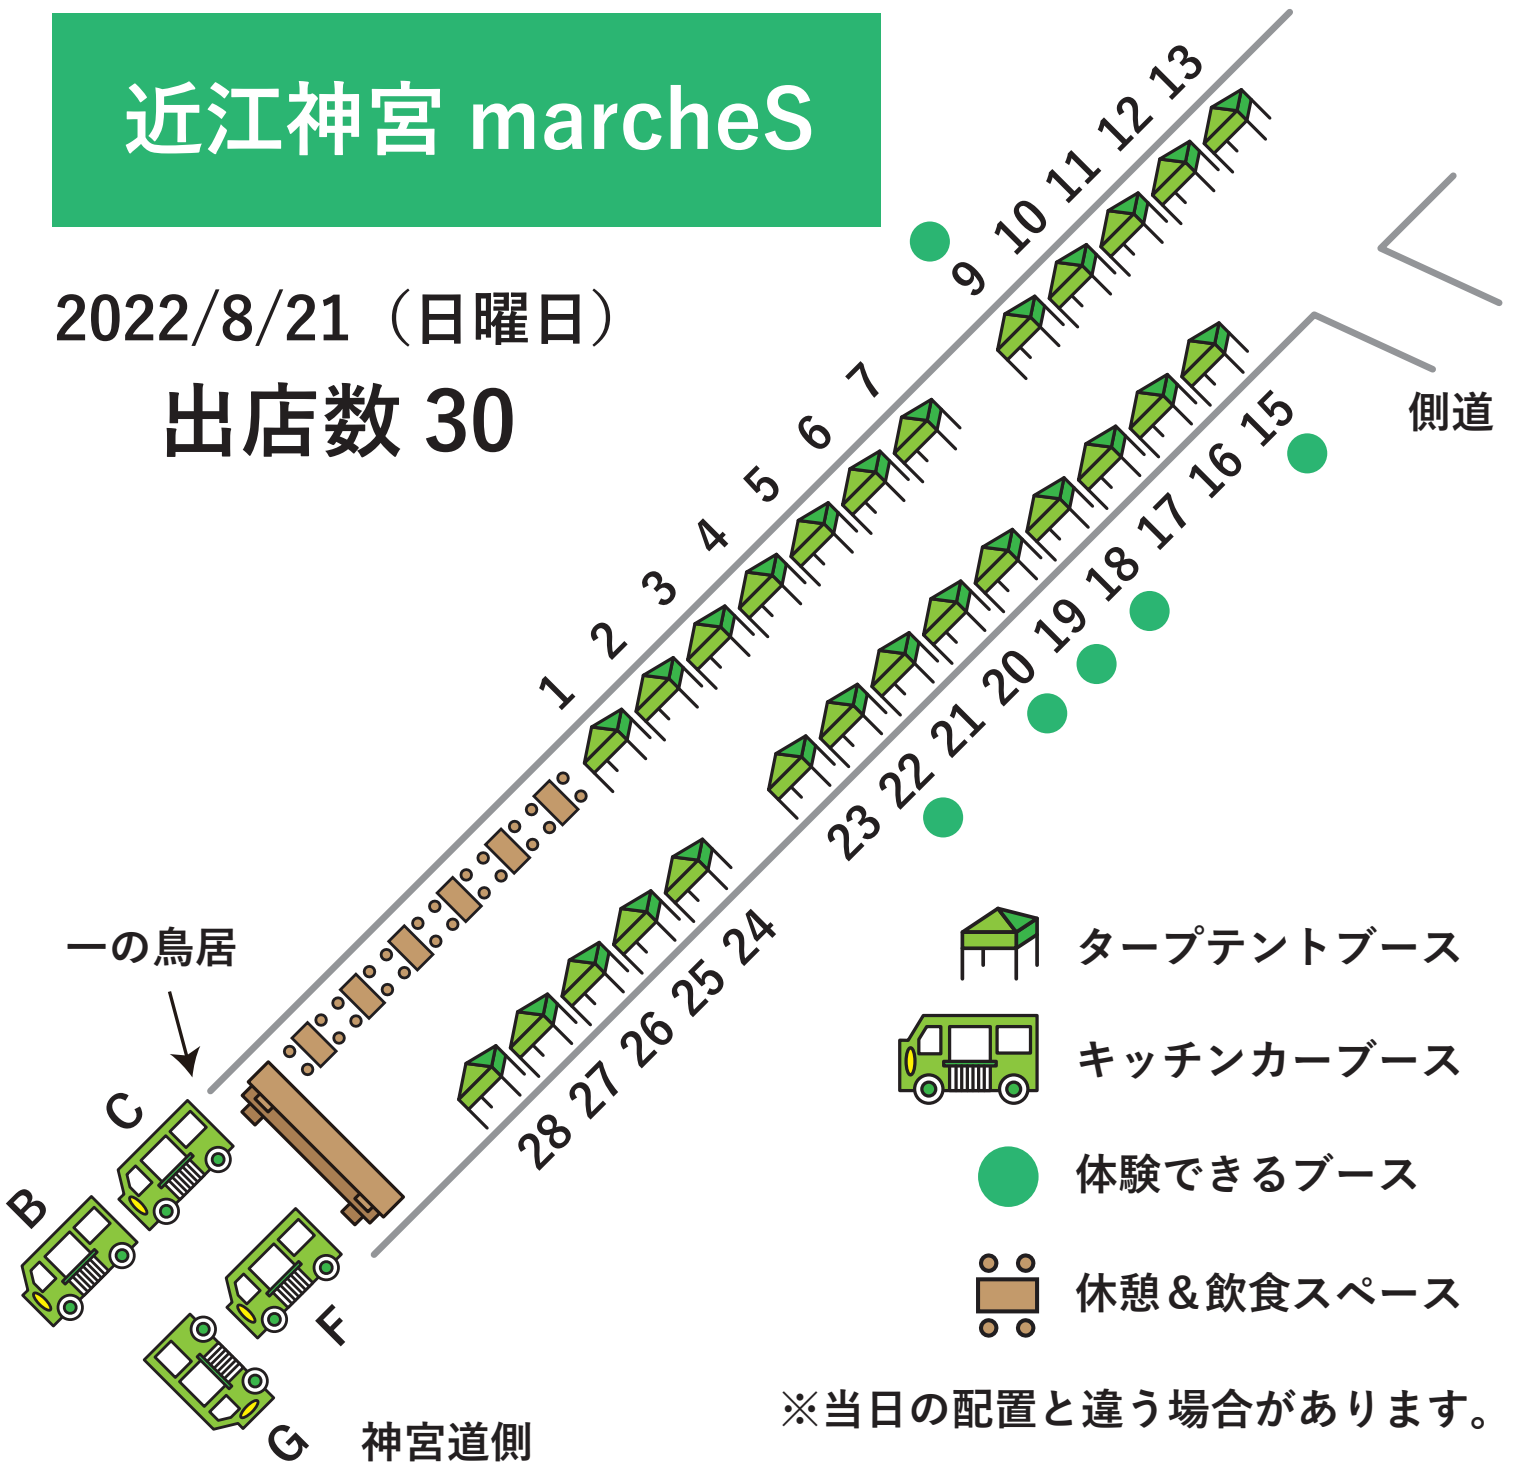 近江神宮 marcheS
2022/8/21（日曜日）
出店数 30
13
12
11
10
9
7
6
5
4
3
2
1
側道
15
16
17
18
19
20
21
22
23
24
25
26
27
28
一の鳥居
C
B
F
G
神宮道側
タープテントブース
キッチンカーブース
体験できるブース
休憩＆飲食スペース
※当日の配置と違う場合があります。